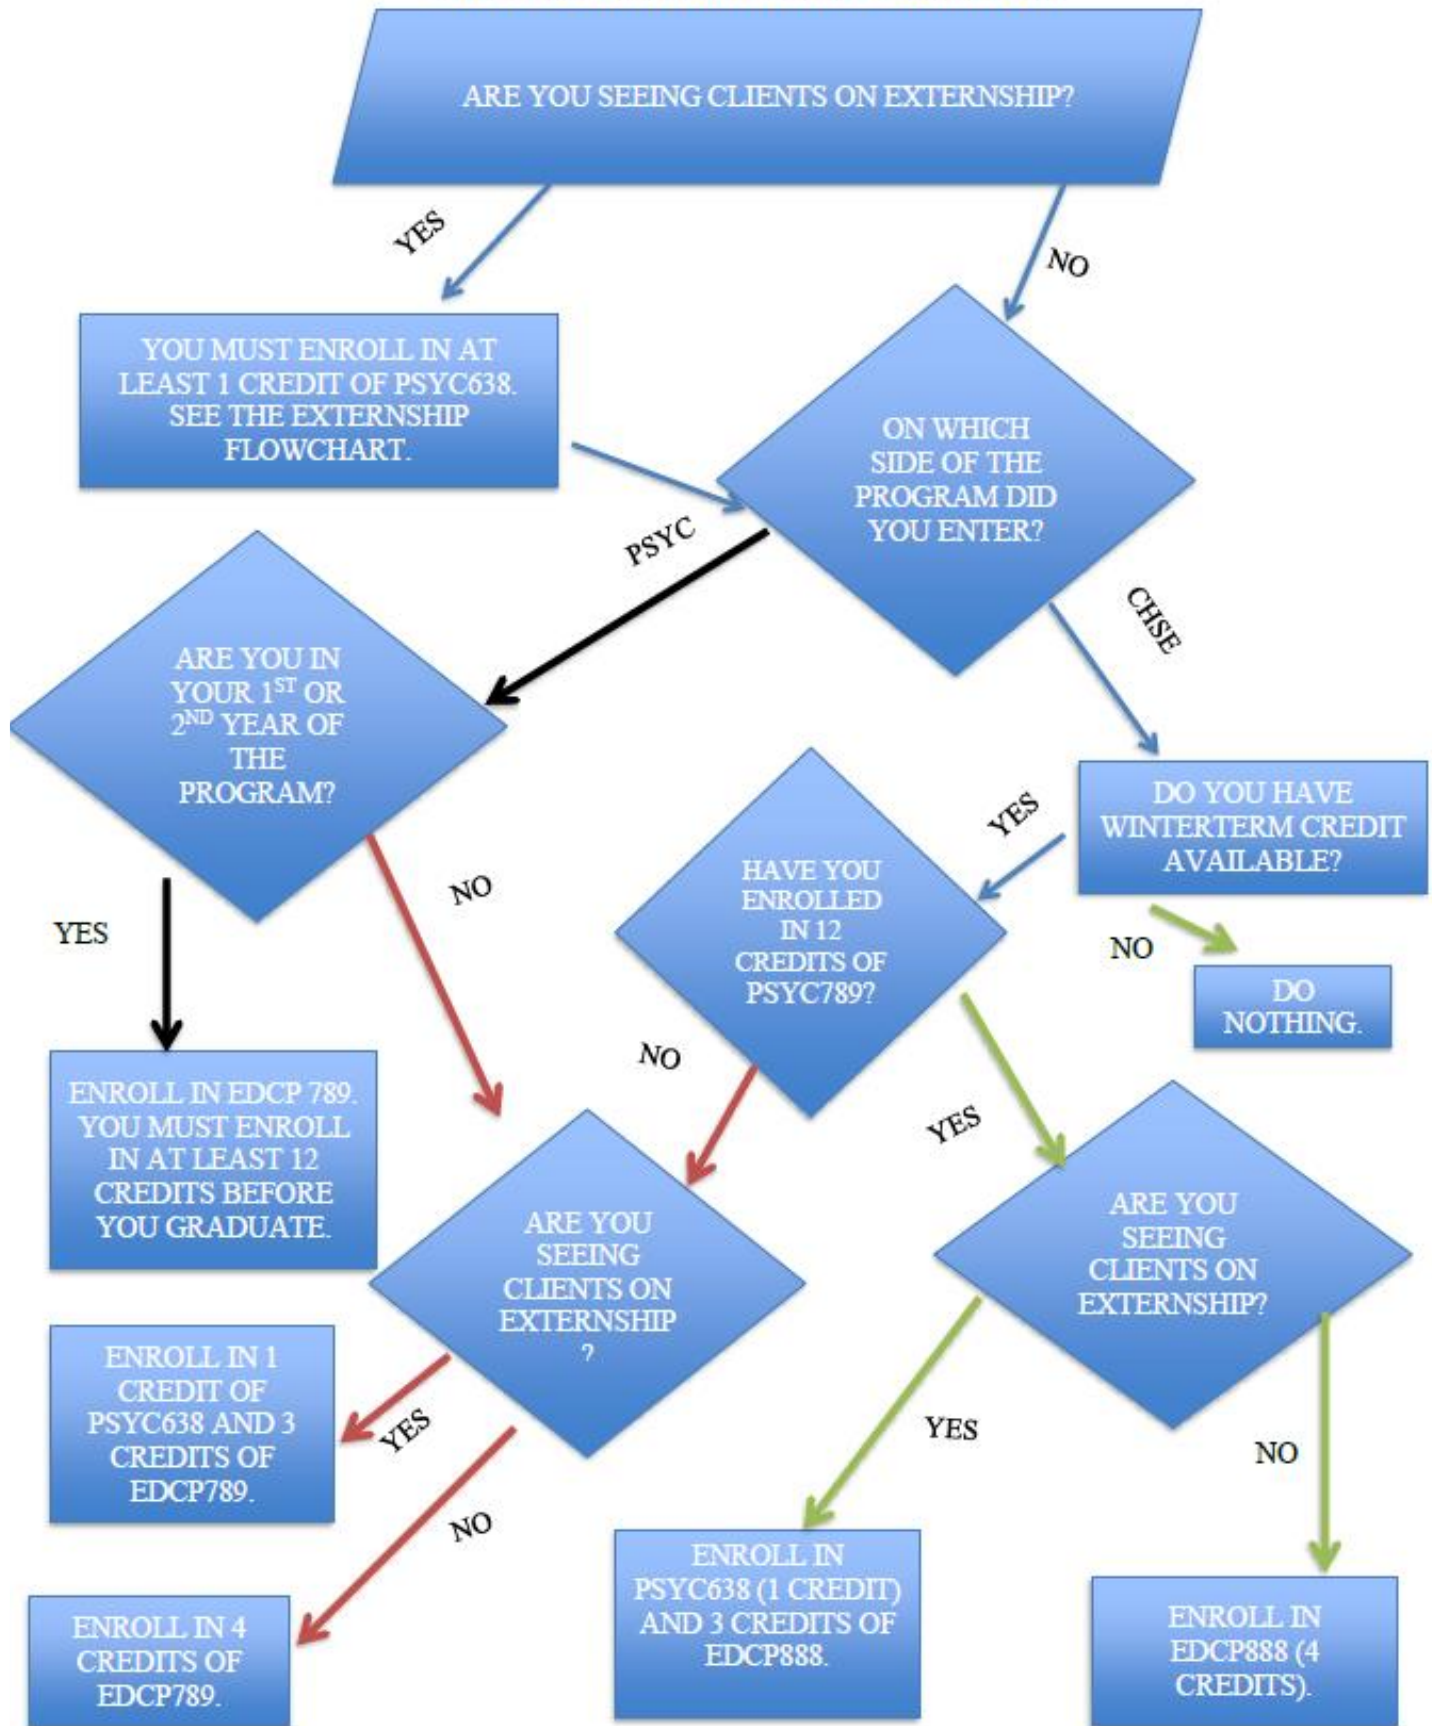 ARE YOU SEEING CLIENTS ON EXTERNSHIP?
YES
NO
YOU MUST ENROLL IN AT
LEAST 1 CREDIT OF PSYC638.
SEE THE EXTERNSHIP
FLOWCHART.
ON WHICH
SIDE OF THE
PROGRAM DID
YOU ENTER?
PSYC
CHSE
ARE YOU IN
YOUR 1ST OR
2ND YEAR OF
THE
PROGRAM?
DO YOU HAVE
WINTERTERM CREDIT
AVAILABLE?
YES
HAVE YOU
ENROLLED
IN 12
CREDITS OF
PSYC789?
NO
YES
NO
DO
NOTHING.
NO
YES
ENROLL IN EDCP 789.
YOU MUST ENROLL
IN AT LEAST 12
CREDITS BEFORE
YOU GRADUATE.
ARE YOU
SEEING
CLIENTS ON
EXTERNSHIP
?
ARE YOU
SEEING
CLIENTS ON
EXTERNSHIP?
ENROLL IN 1
CREDIT OF
PSYC638 AND 3
CREDITS OF
EDCP789.
YES
NO
YES
NO
ENROLL IN 4
CREDITS OF
EDCP789.
ENROLL IN
PSYC638 (1 CREDIT)
AND 3 CREDITS OF
EDCP888.
ENROLL IN
EDCP888 (4
CREDITS).